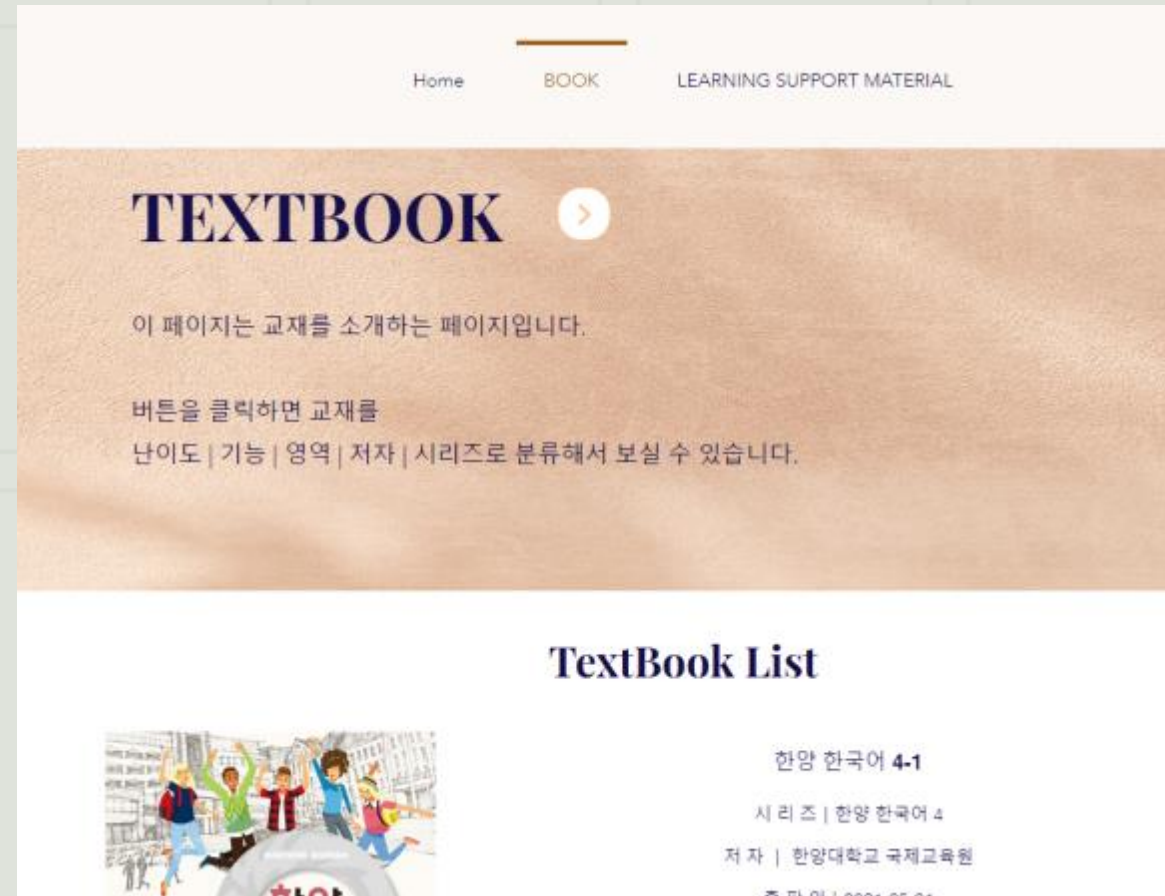 Home BOOK LEARNING SUPPORT MATERIAL
TEXTBOOK
이 페이지는 교재를 소개하는 페이지입니다.
버튼을 클릭하면 교재를
난이도 | 기능 | 영역 | 저자 | 시리즈로 분류해서 보실 수 있습니다.
TextBook List
한양 한국어 4-1
시 리 즈 | 한양 한국어 4
저 자 | 한양대학교 국제교육원